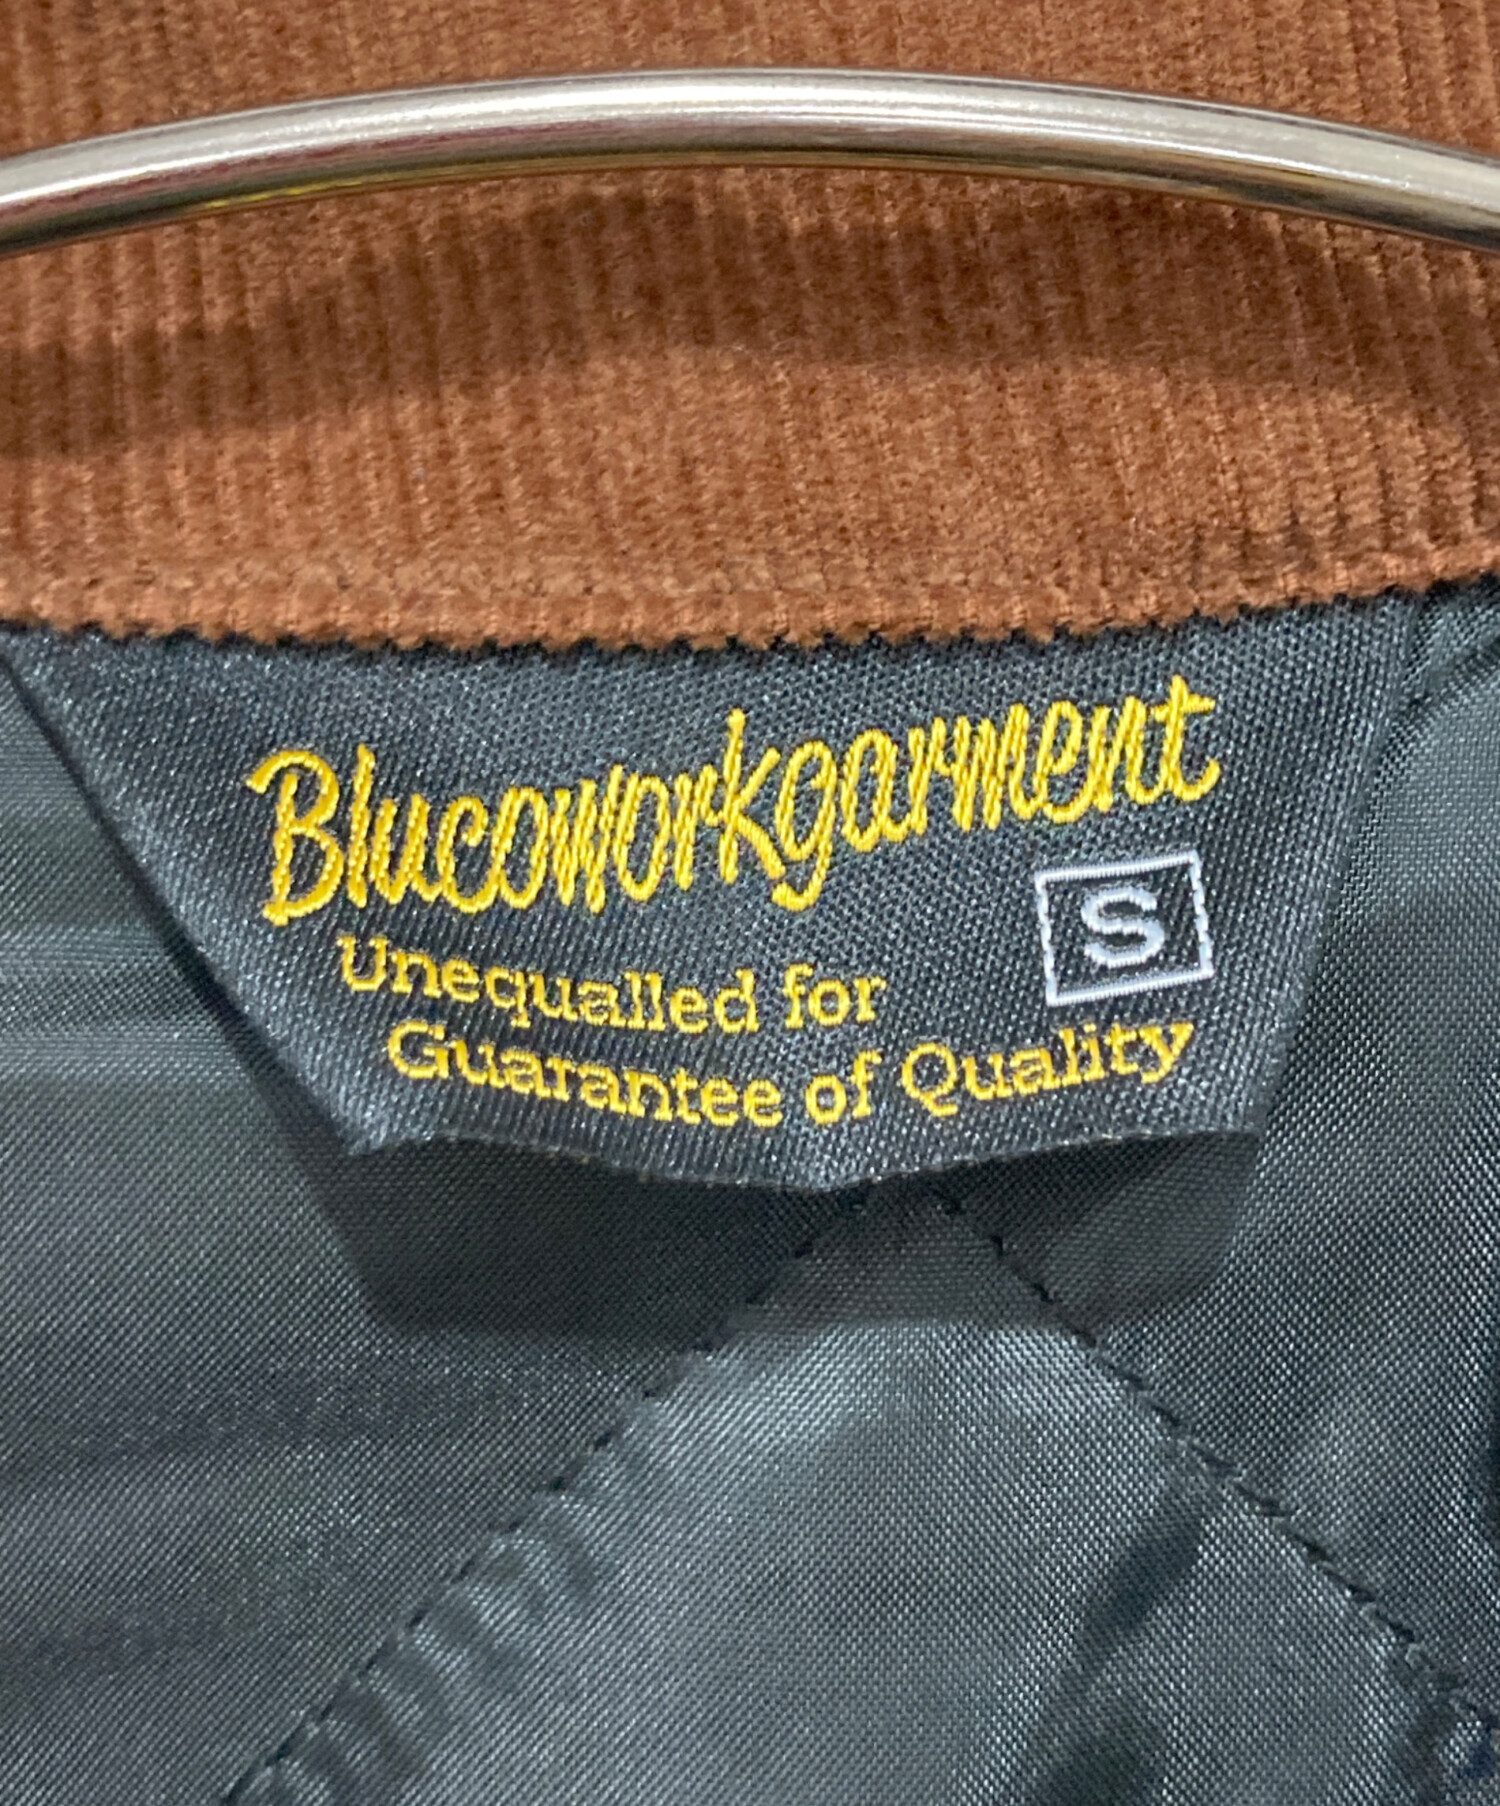 Blucoworkgarment
S
Unequalled for
Guarantee of Quality